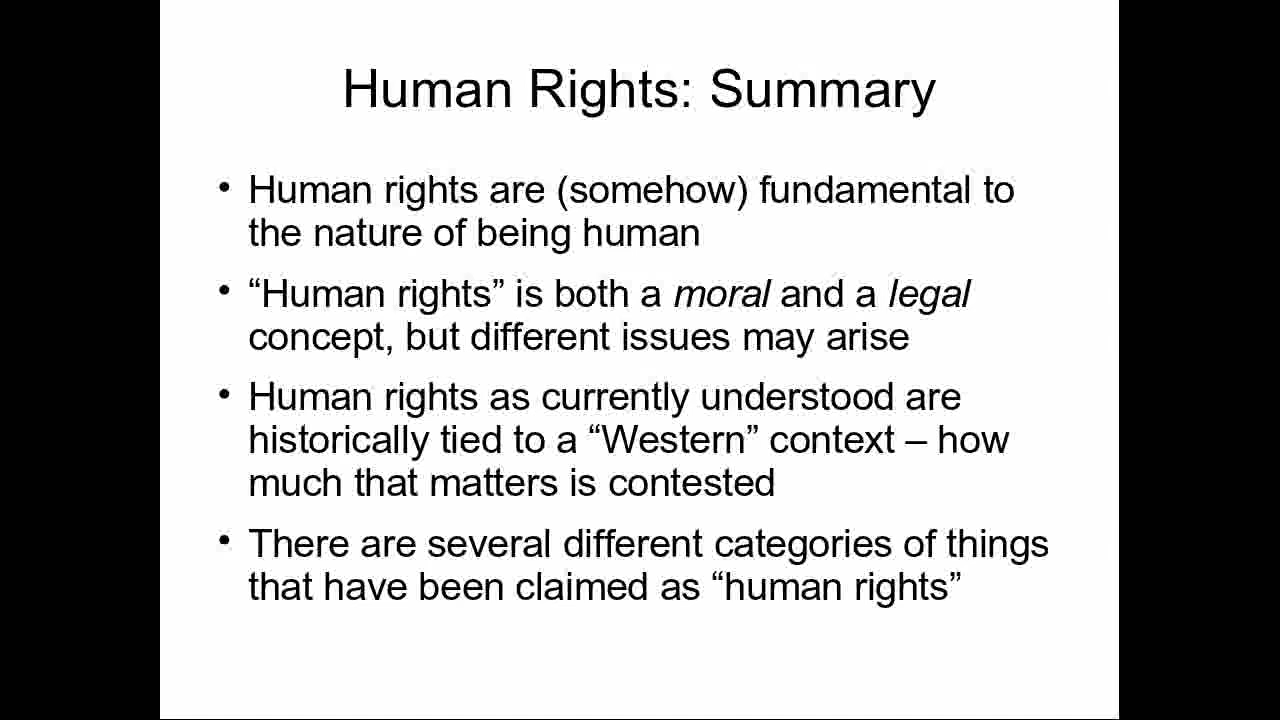 Human Rights: Summary
• Human rights are (somehow) fundamental to
the nature of being human
• “Human rights” is both a moral and a legal
concept, but different issues may arise
• Human rights as currently understood are
historically tied to a “Western” context – how
much that matters is contested
• There are several different categories of things
that have been claimed as “human rights”